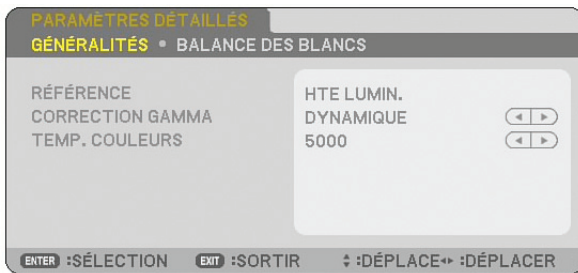 PARAMÈTRES DÉTAILLÉS
GÉNÉRALITÉS • BALANCE DES BLANCS
RÉFÉRENCE HTE LUMIN.
CORRECTION GAMMA DYNAMIQUE
TEMP. COULEURS 5000
ENTER :SÉLECTION EXIT :SORTIR :DÉPLACE :DÉPLACER